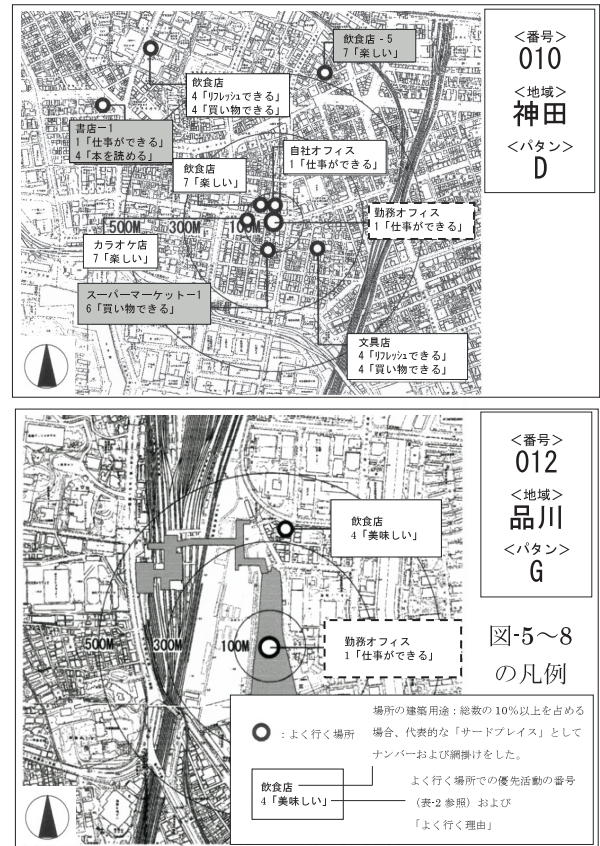 飲食店 - 5
7「楽しい」
<番号>
010
<地域>
神田
<パタン>
D
飲食店
4「リフレッシュできる」
4「買い物できる」
書店－1
1「仕事ができる」
4「本を読める」
自社オフィス
1「仕事ができる」
飲食店
7「楽しい」
勤務オフィス
1「仕事ができる」
500M 300M 100M
カラオケ店
7「楽しい」
スーパーマーケット－1
6「買い物できる」
文具店
4「リフレッシュできる」
4「買い物できる」
<番号>
012
<地域>
品川
<パタン>
G
飲食店
4「美味しい」
500M 300M 100M
勤務オフィス
1「仕事ができる」
図-5～8
の凡例
：よく行く場所
場所の建築用途：総数の 10％以上を占める
場合、代表的な「サードプレイス」として
ナンバーおよび網掛けをした。
飲食店
4「美味しい」
よく行く場所での優先活動の番号
（表-2 参照）および
「よく行く理由」